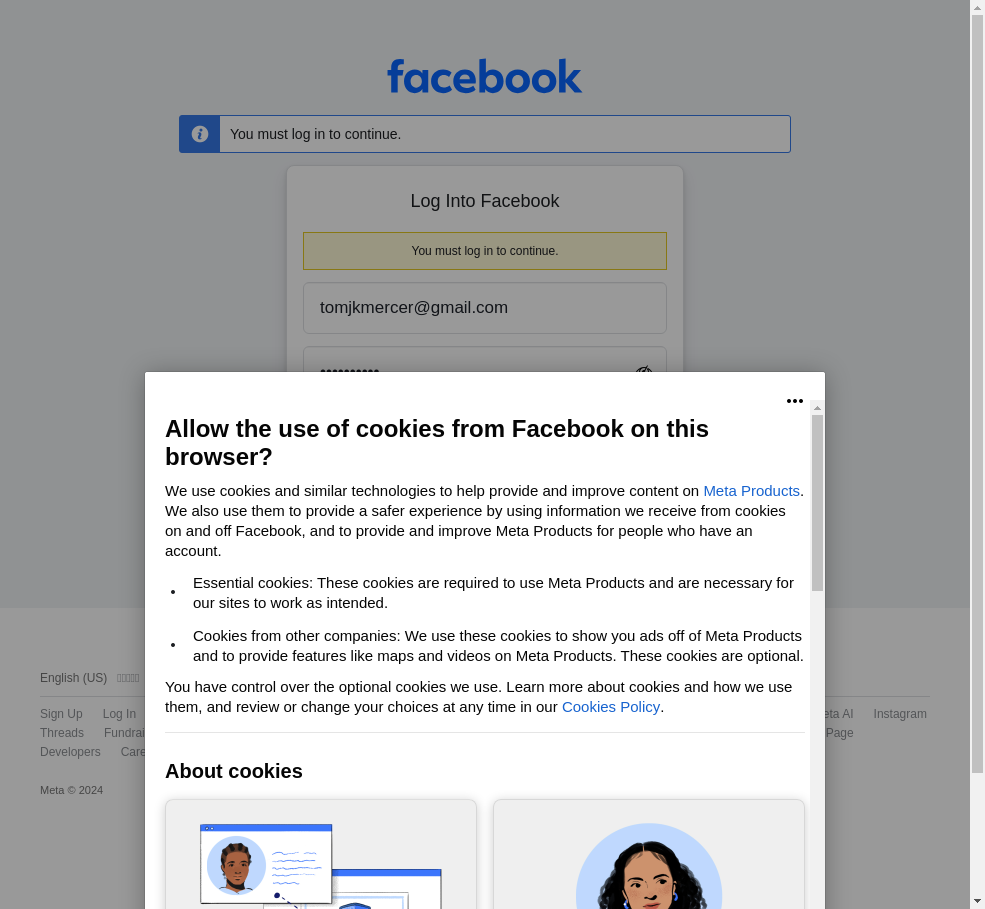 facebook
You must log in to continue.
Log Into Facebook
You must log in to continue.
tomjkmercer@gmail.com
••••••••••
Allow the use of cookies from Facebook on this
browser?
We use cookies and similar technologies to help provide and improve content on Meta Products.
We also use them to provide a safer experience by using information we receive from cookies
on and off Facebook, and to provide and improve Meta Products for people who have an
account.
• Essential cookies: These cookies are required to use Meta Products and are necessary for
our sites to work as intended.
• Cookies from other companies: We use these cookies to show you ads off of Meta Products
and to provide features like maps and videos on Meta Products. These cookies are optional.
You have control over the optional cookies we use. Learn more about cookies and how we use
them, and review or change your choices at any time in our Cookies Policy.
About cookies
English (US)
Sign Up Log In AI Instagram
Threads Page
Developers
Meta © 2024